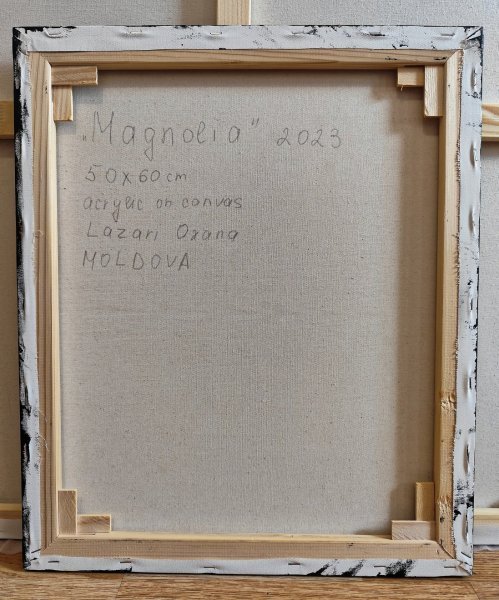 „Magnolia" 2023
50x60 cm
acrylic on canvas
Lazari Oxana
MOLDOVA